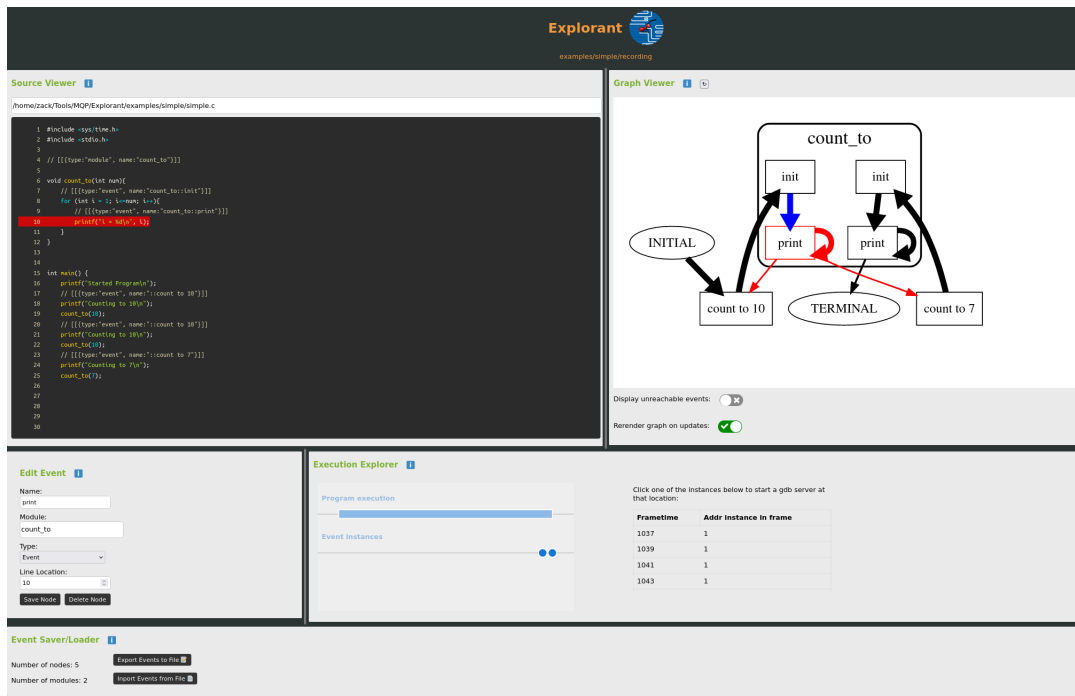 Explorant
examples/simple/recording
Source Viewer i
/home/zack/Tools/MQP/Explorant/examples/simple/simple.c
1 #include <sys/time.h>
2 #include <stdio.h>
3
4 // [[{type:"module", name:"count_to"}]]
5
6 void count_to(int num){
7 // [[{type:"event", name:"count_to::init"}]]
8 for (int i = 1; i<=num; i++){
9 // [[{type:"event", name:"count_to::print"}]]
10 printf("i = %d\n", i);
11 }
12 }
13
14
15 int main() {
16 printf("Started Program\n");
17 // [[{type:"event", name:"::count to 10"}]]
18 printf("Counting to 10\n");
19 count_to(10);
20 // [[{type:"event", name:"::count to 10"}]]
21 printf("Counting to 10\n");
22 count_to(10);
23 // [[{type:"event", name:"::count to 7"}]]
24 printf("Counting to 7\n");
25 count_to(7);
26
27
28
29
30
Graph Viewer i
count_to
init init
INITIAL print print
count to 10 TERMINAL count to 7
Display unreachable events:
Rerender graph on updates:
Edit Event i
Name:
print
Module:
count_to
Type:
Event
Line Location:
10
Save Node Delete Node
Execution Explorer i
Program execution
Event instances
Click one of the instances below to start a gdb server at
that location:
Frametime Addr instance in frame
1037 1
1039 1
1041 1
1043 1
Event Saver/Loader i
Number of nodes: 5 Export Events to File
Number of modules: 2 Inport Events from File